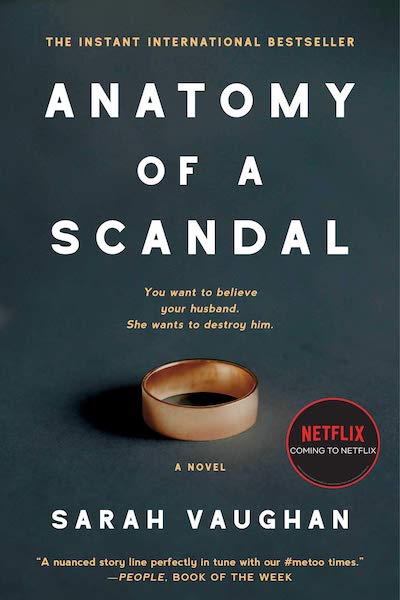 THE INSTANT INTERNATIONAL BESTSELLER
ANATOMY
OF A
SCANDAL
You want to believe
your husband.
She wants to destroy him.
NETFLIX
COMING TO NETFLIX
A NOVEL
SARAH VAUGHAN
“A nuanced story line perfectly in tune with our #metoo times.”
—PEOPLE, BOOK OF THE WEEK